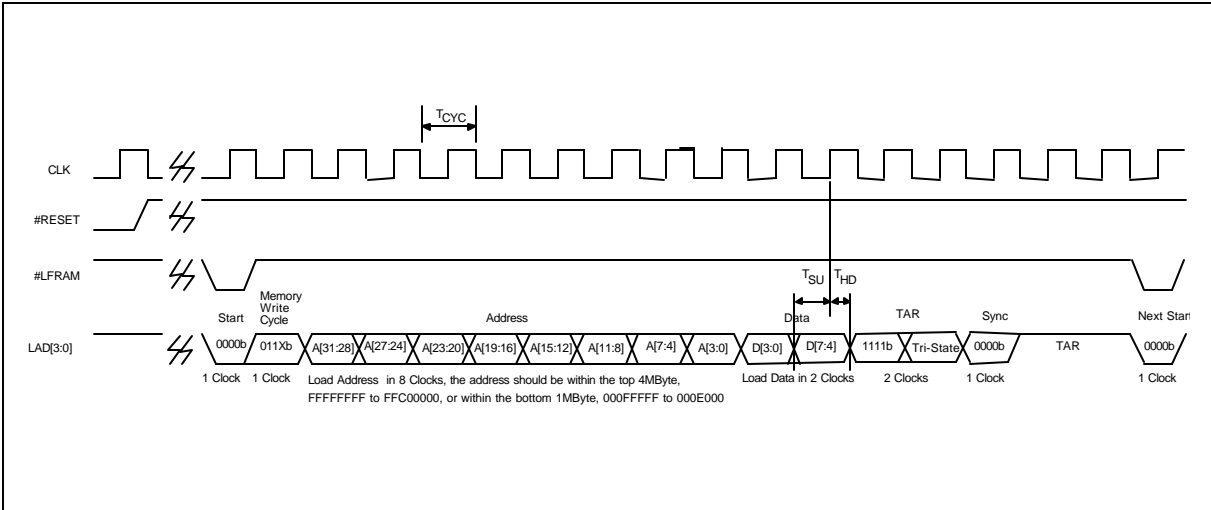 TCYC
CLK
#RESET
#LFRAM
TSU THD
Start
Memory
Write
Cycle
Address
Data
TAR
Sync
Next Start
LAD[3:0]
0000b 011Xb A[31:28] A[27:24] A[23:20] A[19:16] A[15:12] A[11:8] A[7:4] A[3:0] D[3:0] D[7:4] 1111b Tri-State 0000b TAR 0000b
1 Clock 1 Clock
Load Address in 8 Clocks, the address should be within the top 4MByte,
FFFFFFFF to FFC00000, or within the bottom 1MByte, 000FFFFF to 000E000
Load Data in 2 Clocks
2 Clocks
1 Clock
1 Clock